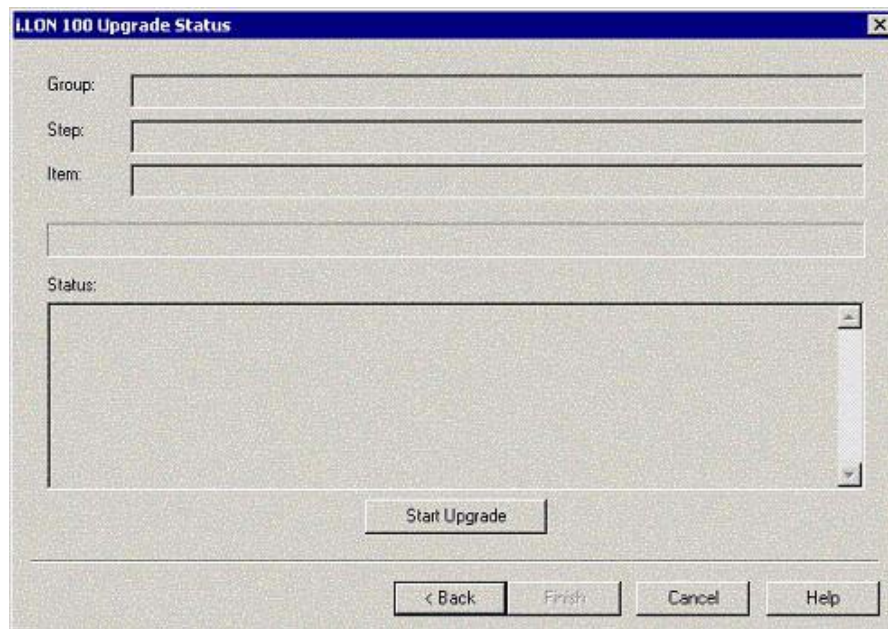 i.LON 100 Upgrade Status
Group:
Step:
Item:
Status:
Start Upgrade
< Back Finish Cancel Help